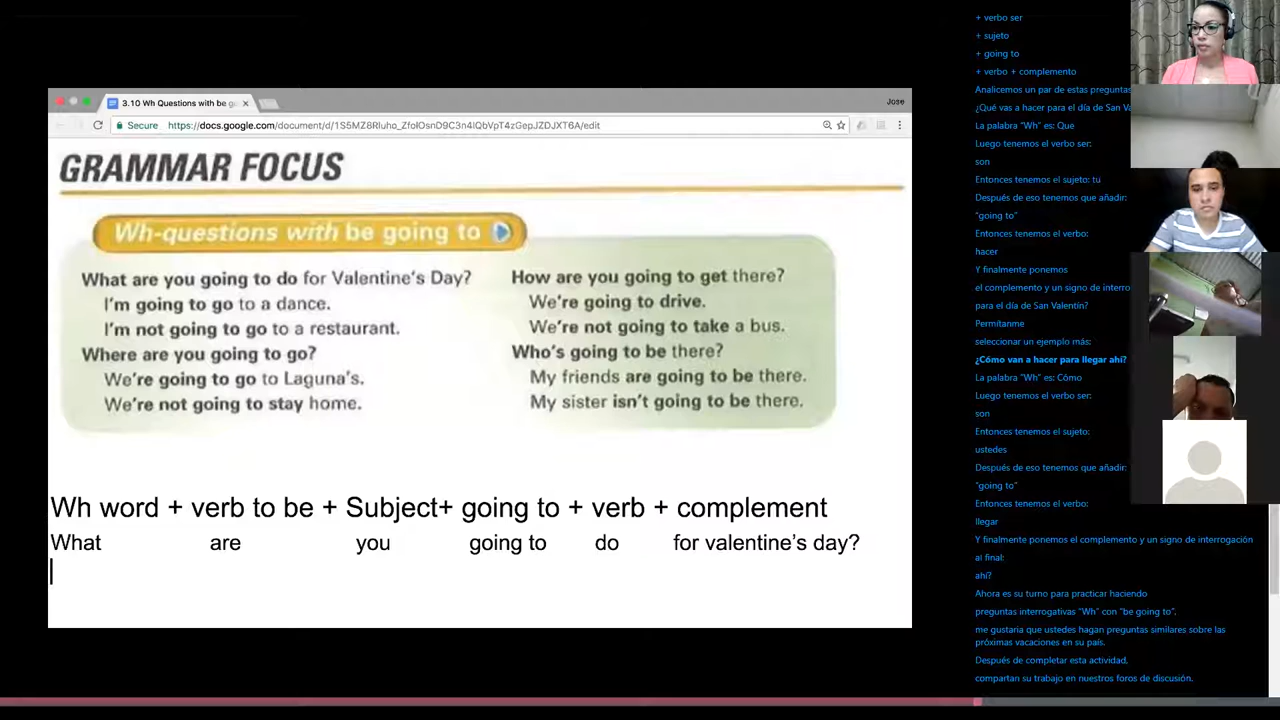 3.10 Wh Questions with be g
Jose
Secure
https://docs.google.com/document/d/1S5MZ8Rluho_ZfolOsnD9C3n4IQbVpT4zGepJZDJXT6A/edit
GRAMMAR FOCUS
Wh-questions with be going to
What are you going to do for Valentine's Day?
I'm going to go to a dance.
I'm not going to go to a restaurant.
Where are you going to go?
We're going to go to Laguna's.
We're not going to stay home.
How are you going to get there?
We're going to drive.
We're not going to take a bus.
Who's going to be there?
My friends are going to be there.
My sister isn't going to be there.
Wh word + verb to be + Subject+ going to + verb + complement
What are you going to do for valentine's day?
+ verbo ser
+ sujeto
+ going to
+ verbo + complemento
Analicemos un par de estas preguntas
¿Qué vas a hacer para el día de San Va
La palabra "Wh" es: Que
Luego tenemos el verbo ser:
son
Entonces tenemos el sujeto: tu
Después de eso tenemos que añadir:
"going to"
Entonces tenemos el verbo:
hacer
Y finalmente ponemos
el complemento y un signo de interro
para el día de San Valentín?
Permítanme
seleccionar un ejemplo más:
¿Cómo van a hacer para llegar ahí?
La palabra "Wh" es: Cómo
Luego tenemos el verbo ser:
son
Entonces tenemos el sujeto:
ustedes
Después de eso tenemos que añadir:
"going to"
Entonces tenemos el verbo:
llegar
Y finalmente ponemos el complemento y un signo de interrogación
al final:
ahí?
Ahora es su turno para practicar haciendo
preguntas interrogativas "Wh" con "be going to",
me gustaría que ustedes hagan preguntas similares sobre las
próximas vacaciones en su país.
Después de completar esta actividad,
compartan su trabajo en nuestros foros de discusión.